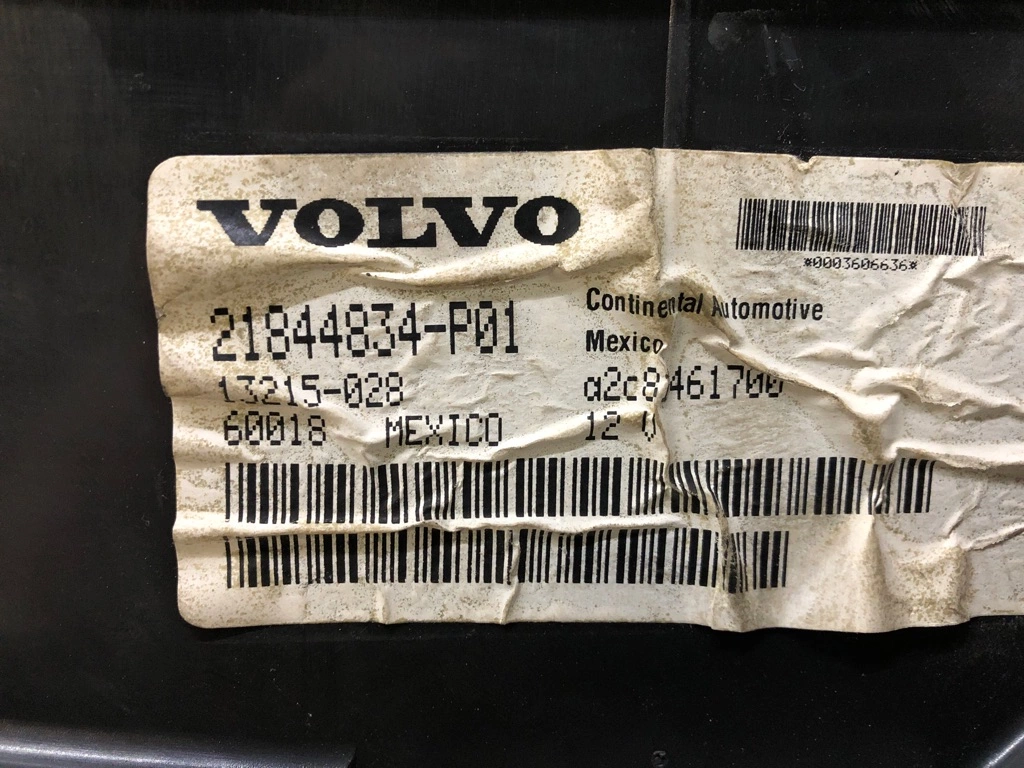 VOLVO
*0003606636*
21844834-P01
Continental Automotive
Mexico
13215-028
60018 MEXICO
12 V